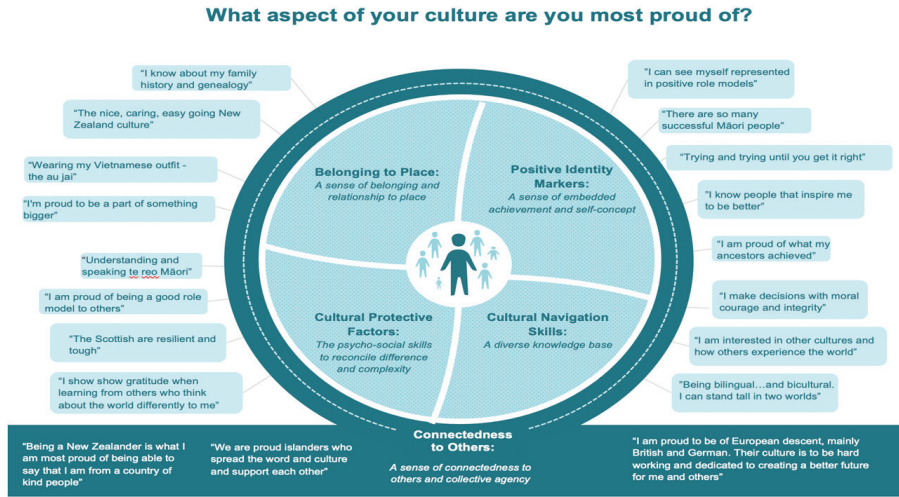 What aspect of your culture are you most proud of?
“I know about my family
history and genealogy”
“The nice, caring, easy going New
Zealand culture”
“Wearing my Vietnamese outfit -
the au jai”
“I'm proud to be a part of something
bigger”
“Understanding and
speaking te reo Māori”
“I am proud of being a good role
model to others”
“The Scottish are resilient and
tough”
“I show show gratitude when
learning from others who think
about the world differently to me”
Belonging to Place:
A sense of belonging and
relationship to place
Positive Identity
Markers:
A sense of embedded
achievement and self-concept
Cultural Protective
Factors:
The psycho-social skills
to reconcile difference
and complexity
Cultural Navigation
Skills:
A diverse knowledge base
“I can see myself represented
in positive role models”
“There are so many
successful Māori people”
“Trying and trying until you get it right”
“I know people that inspire me
to be better”
“I am proud of what my
ancestors achieved”
“I make decisions with moral
courage and integrity”
“I am interested in other cultures and
how others experience the world”
“Being bilingual…and bicultural.
I can stand tall in two worlds”
“Being a New Zealander is what I
am most proud of being able to
say that I am from a country of
kind people”
“We are proud islanders who
spread the word and culture
and support each other”
Connectedness
to Others:
A sense of connectedness to
others and collective agency
“I am proud to be of European descent, mainly
British and German. Their culture is to be hard
working and dedicated to creating a better future
for me and others”